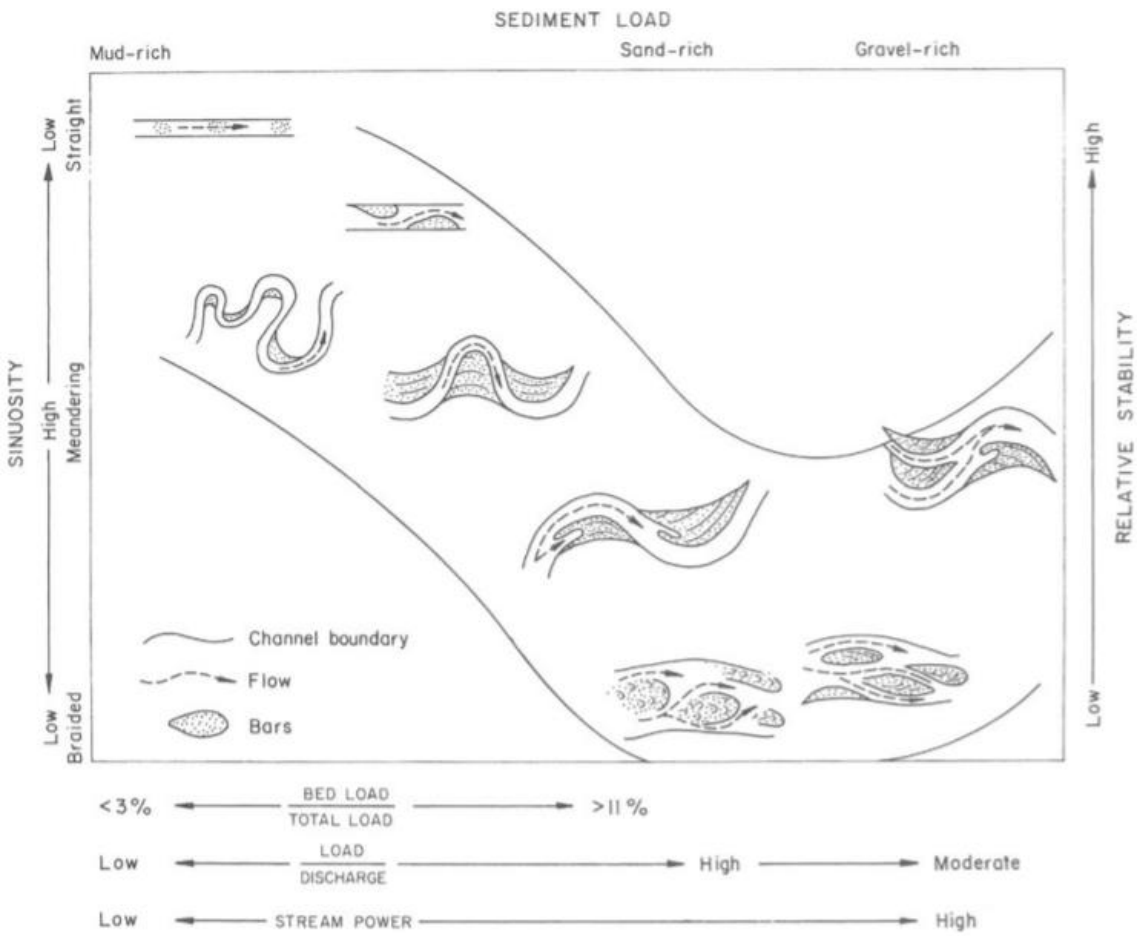 SEDIMENT LOAD
Mud-rich Sand-rich Gravel-rich
SINUOSITY
Low High Low
Straight Meandering Braided
High
RELATIVE STABILITY
Low
Channel boundary
Flow
Bars
<3% BED LOAD >11%
TOTAL LOAD
Low LOAD High Moderate
DISCHARGE
Low STREAM POWER High